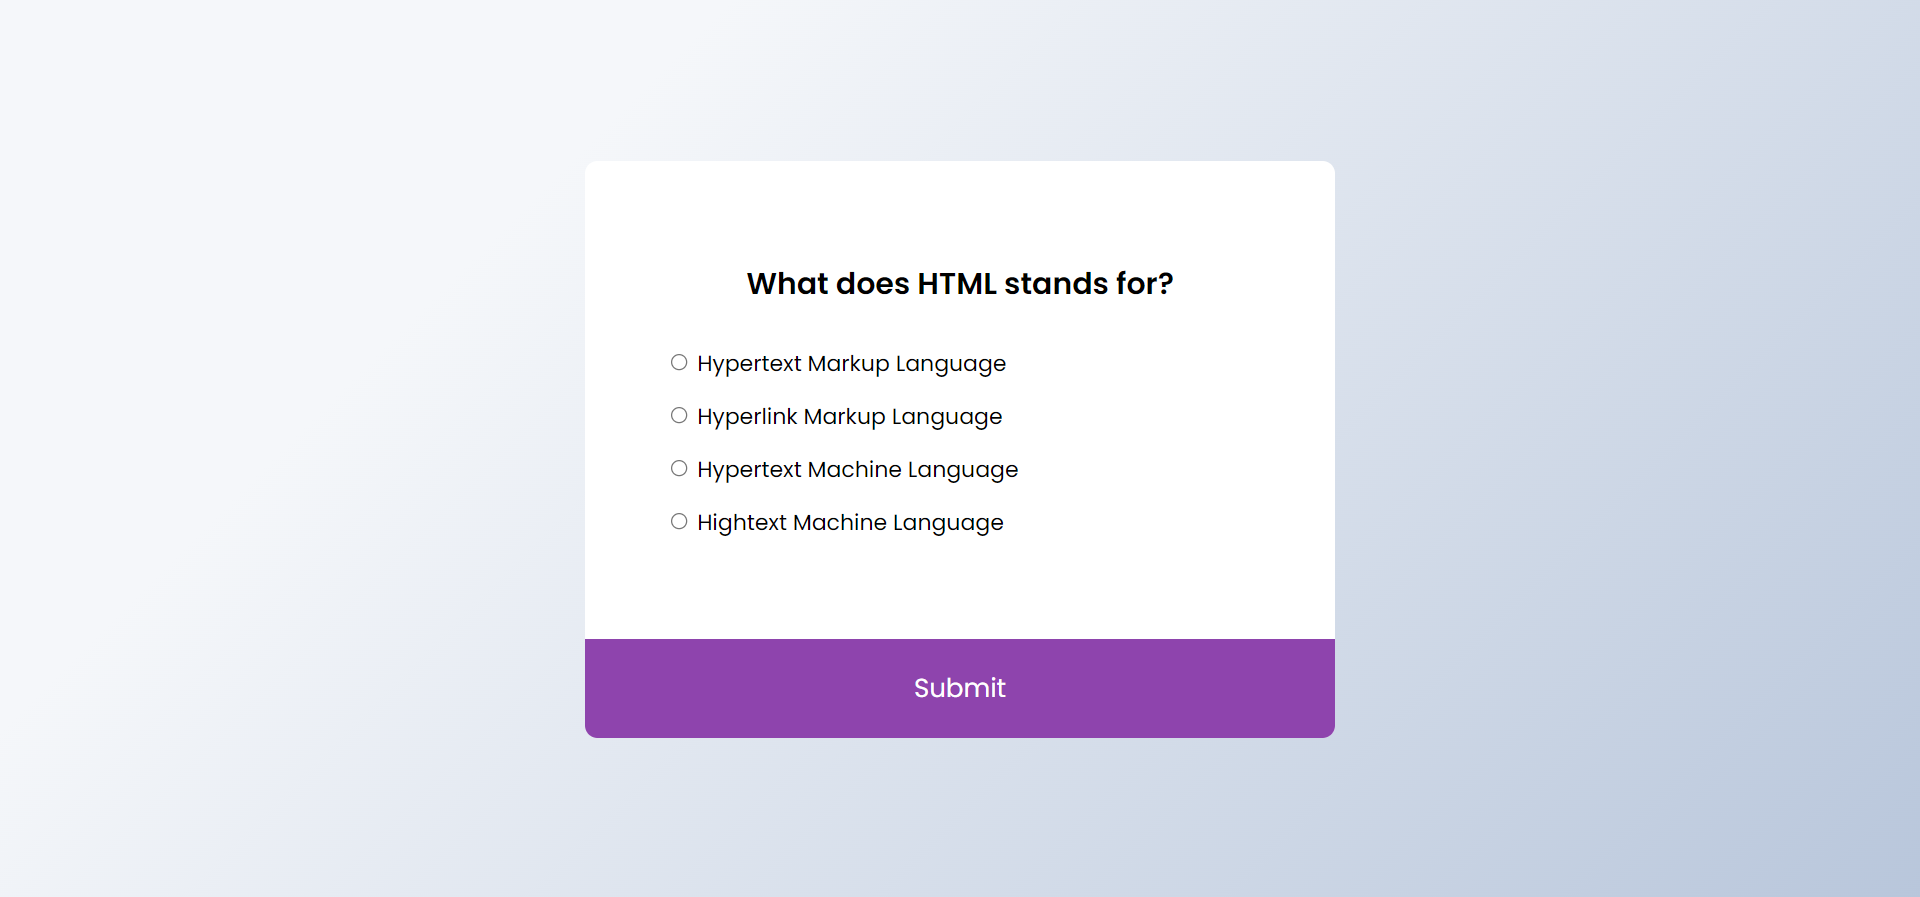 What does HTML stands for?
Hypertext Markup Language
Hyperlink Markup Language
Hypertext Machine Language
Hightext Machine Language
Submit